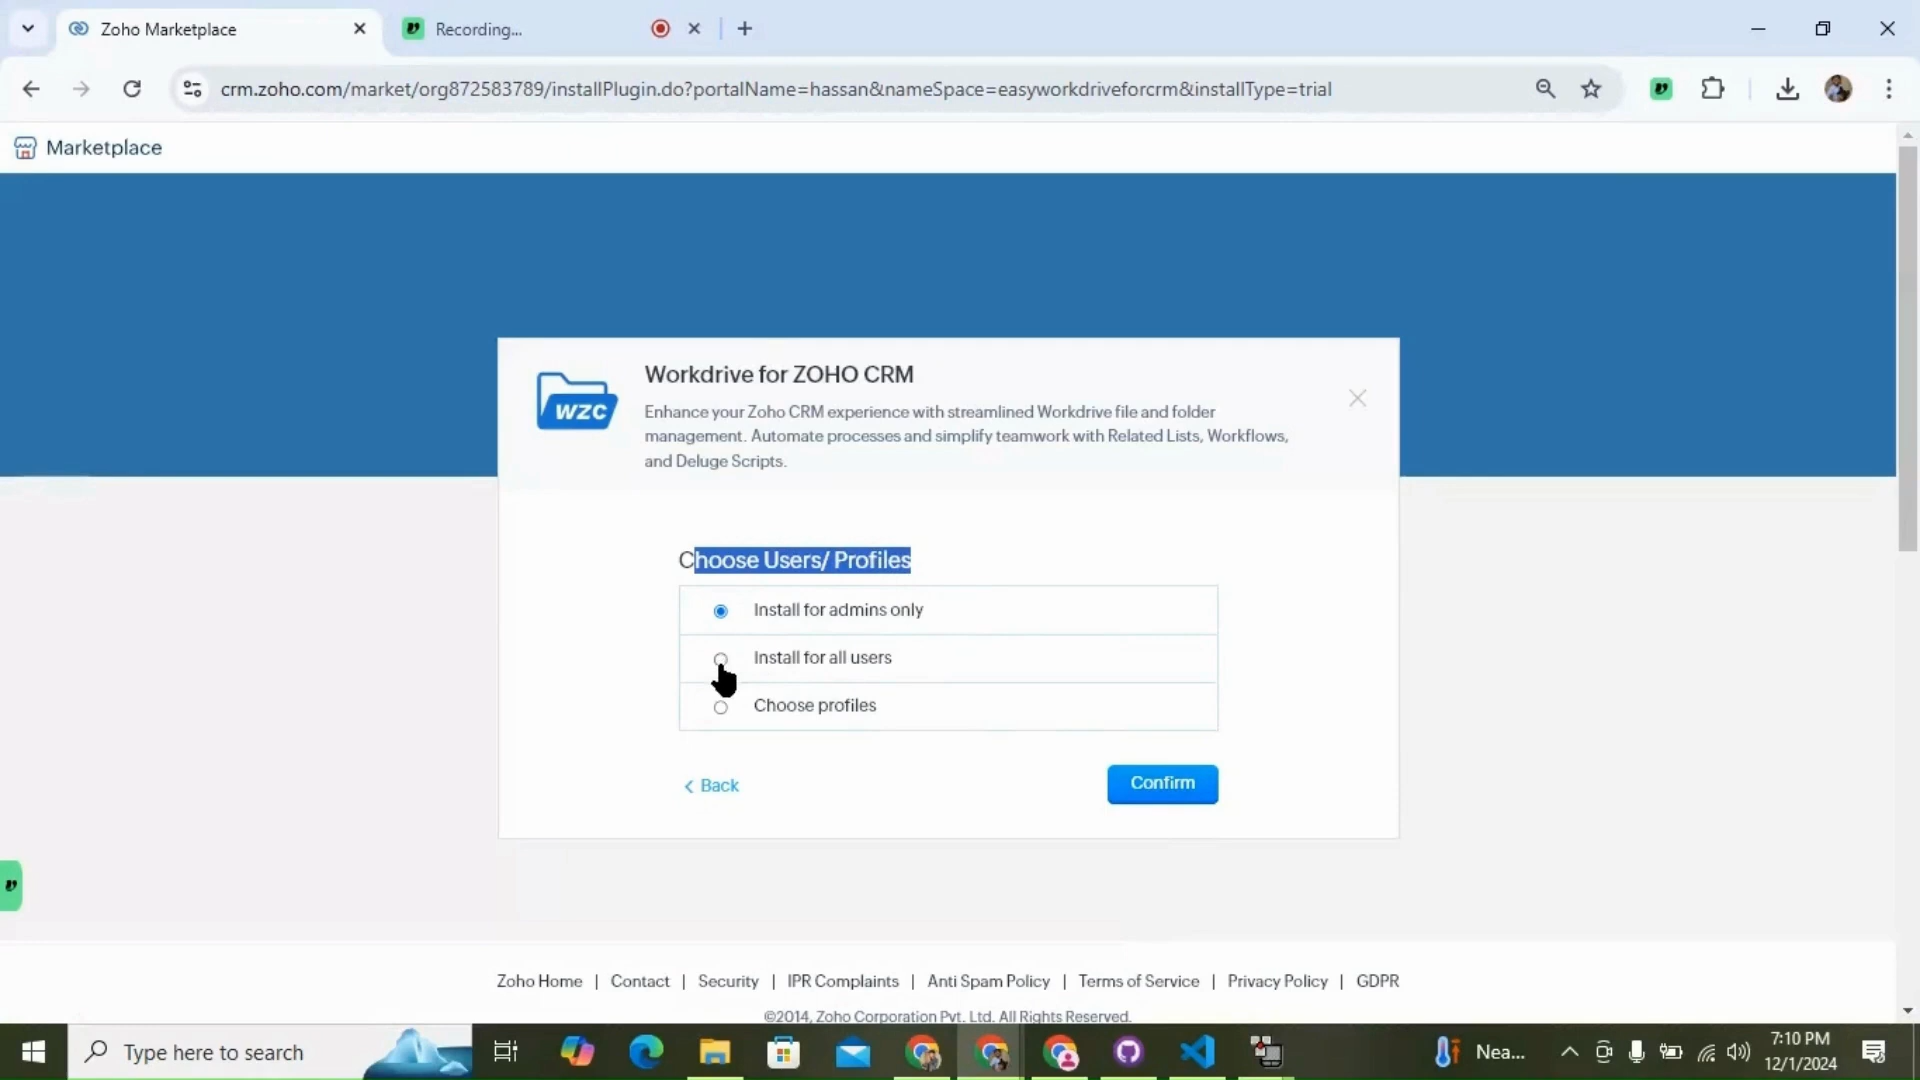 Zoho Marketplace
Recording...
crm.zoho.com/market/org872583789/installPlugin.do?portalName=hassan&nameSpace=easyworkdriveforcrm&installType=trial
Marketplace
WZC
Workdrive for ZOHO CRM
Enhance your Zoho CRM experience with streamlined Workdrive file and folder
management. Automate processes and simplify teamwork with Related Lists, Workflows,
and Deluge Scripts.
Choose Users/ Profiles
Install for admins only
Install for all users
Choose profiles
Back
Confirm
Zoho Home | Contact | Security | IPR Complaints | Anti Spam Policy | Terms of Service | Privacy Policy | GDPR
©2014, Zoho Corporation Pvt. Ltd. All Rights Reserved.
Type here to search
Nea...
7:10 PM
12/1/2024